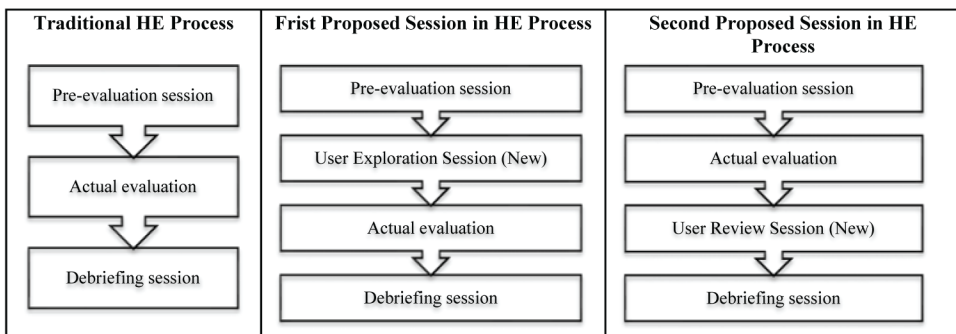 Traditional HE Process
Pre-evaluation session
Actual evaluation
Debriefing session
Frist Proposed Session in HE Process
Pre-evaluation session
User Exploration Session (New)
Actual evaluation
Debriefing session
Second Proposed Session in HE
Process
Pre-evaluation session
Actual evaluation
User Review Session (New)
Debriefing session